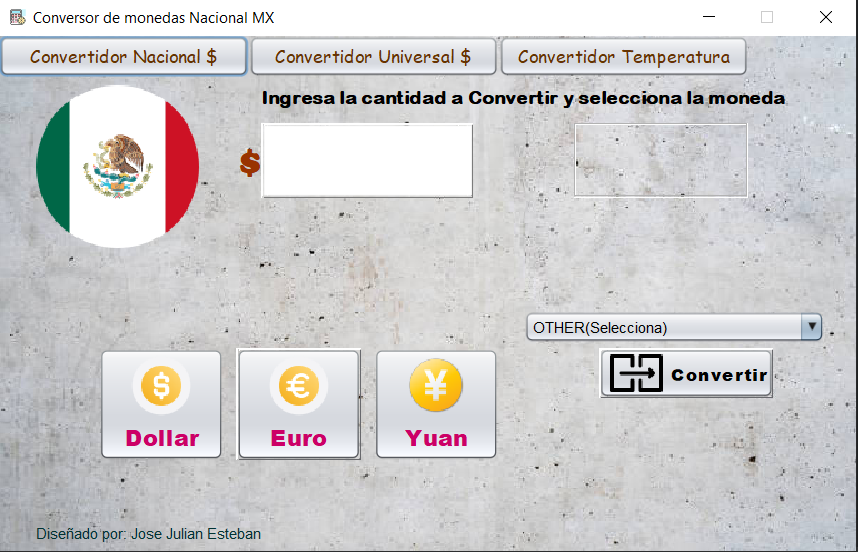 Conversor de monedas Nacional MX
Convertidor Nacional $
Convertidor Universal $
Convertidor Temperatura
Ingresa la cantidad a Convertir y selecciona la moneda
$
OTHER(Selecciona)
Convertir
$
€
¥
Dollar
Euro
Yuan
Diseñado por: Jose Julian Esteban